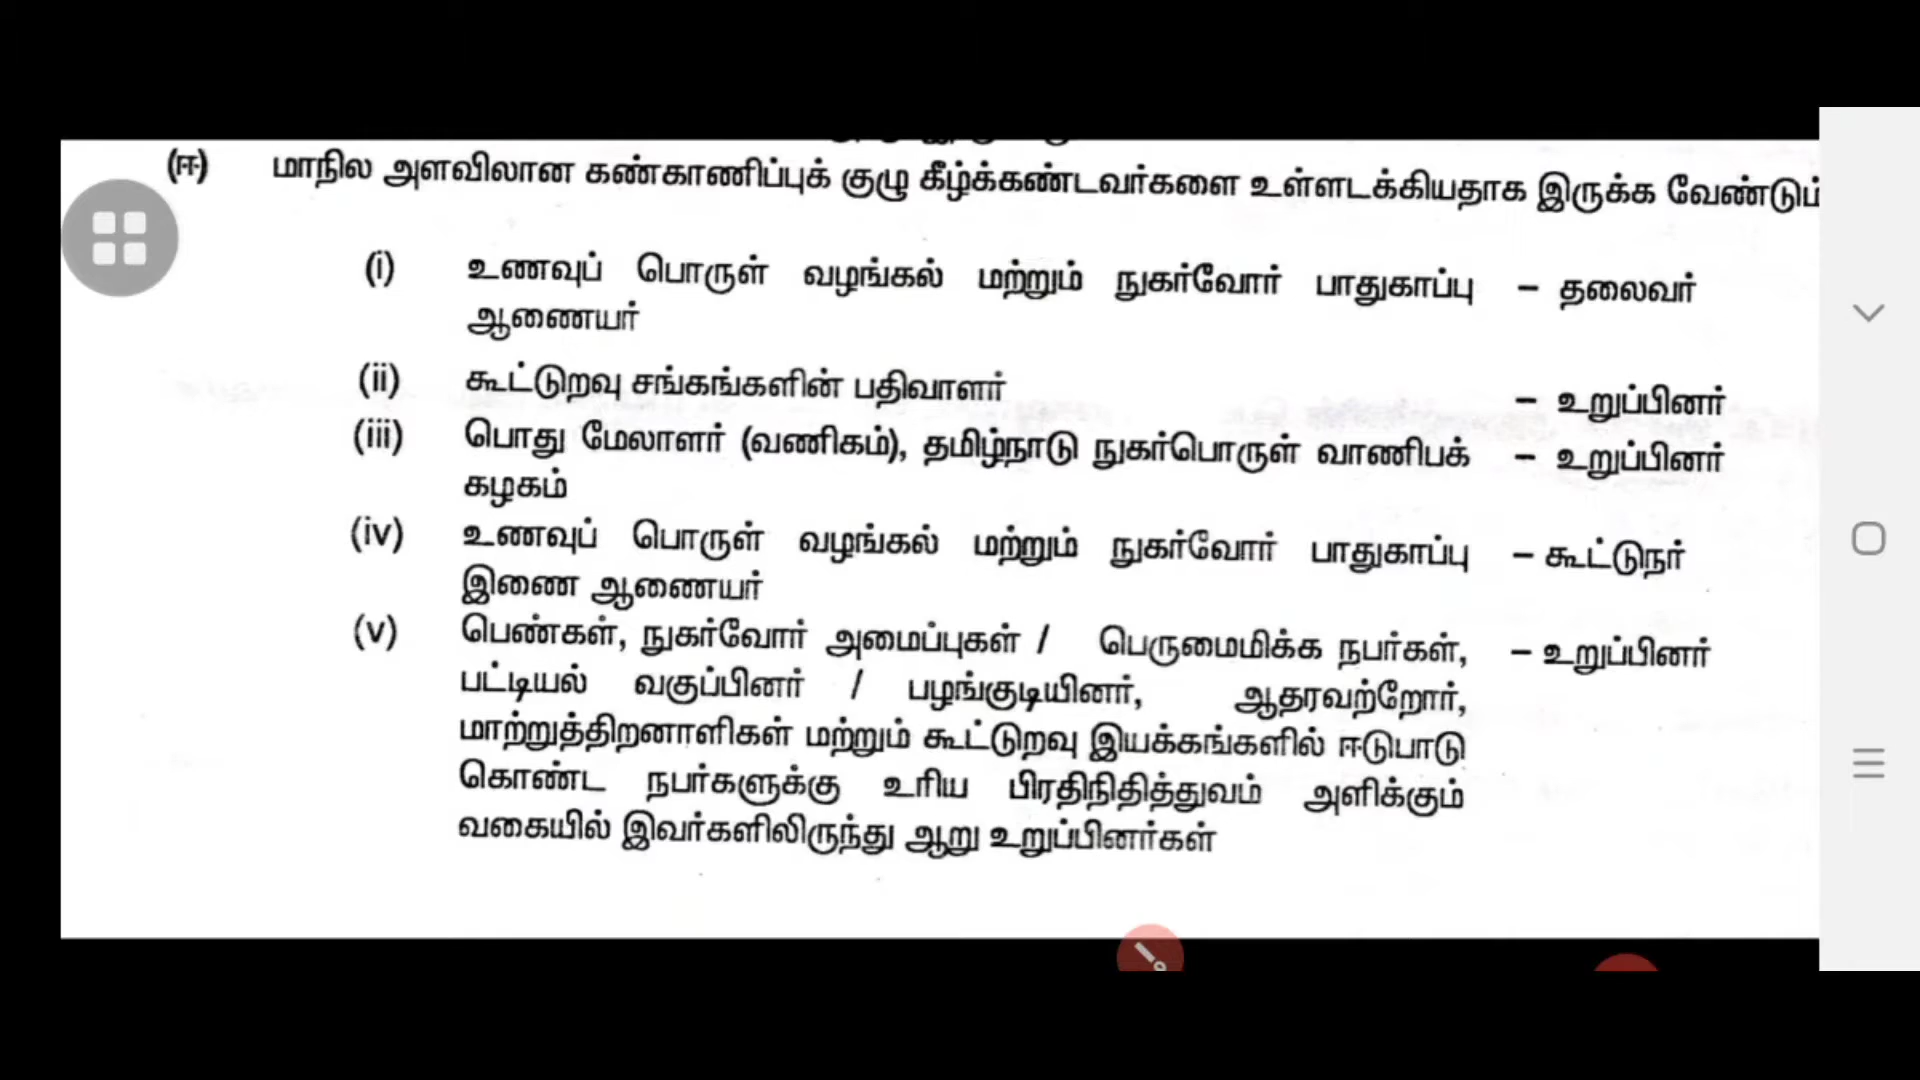 (ஈ) மாநில அளவிலான கண்காணிப்புக் குழு கீழ்க்கண்டவர்களை உள்ளடக்கியதாக இருக்க வேண்டும்
(i) உணவுப் பொருள் வழங்கல் மற்றும் நுகர்வோர் பாதுகாப்பு – தலைவர்
ஆணையர்
(ii) கூட்டுறவு சங்கங்களின் பதிவாளர் – உறுப்பினர்
(iii) பொது மேலாளர் (வணிகம்), தமிழ்நாடு நுகர்பொருள் வாணிபக் – உறுப்பினர்
கழகம்
(iv) உணவுப் பொருள் வழங்கல் மற்றும் நுகர்வோர் பாதுகாப்பு – கூட்டுநர்
இணை ஆணையர்
(v) பெண்கள், நுகர்வோர் அமைப்புகள் / பெருமைமிக்க நபர்கள், – உறுப்பினர்
பட்டியல் வகுப்பினர் / பழங்குடியினர், ஆதரவற்றோர்,
மாற்றுத்திறனாளிகள் மற்றும் கூட்டுறவு இயக்கங்களில் ஈடுபாடு
கொண்ட நபர்களுக்கு உரிய பிரதிநிதித்துவம் அளிக்கும்
வகையில் இவர்களிலிருந்து ஆறு உறுப்பினர்கள்